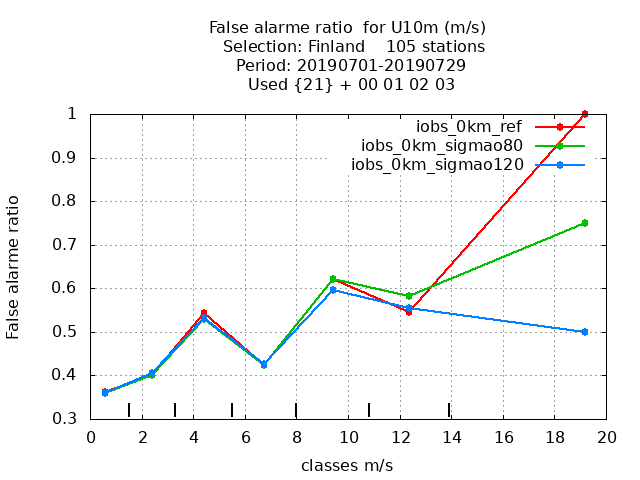 False alarme ratio  for U10m (m/s)
Selection: Finland    105 stations
Period: 20190701-20190729
Used {21} + 00 01 02 03
iobs_0km_ref
iobs_0km_sigmao80
iobs_0km_sigmao120
False alarme ratio
1
0.9
0.8
0.7
0.6
0.5
0.4
0.3
0 2 4 6 8 10 12 14 16 18 20
classes m/s